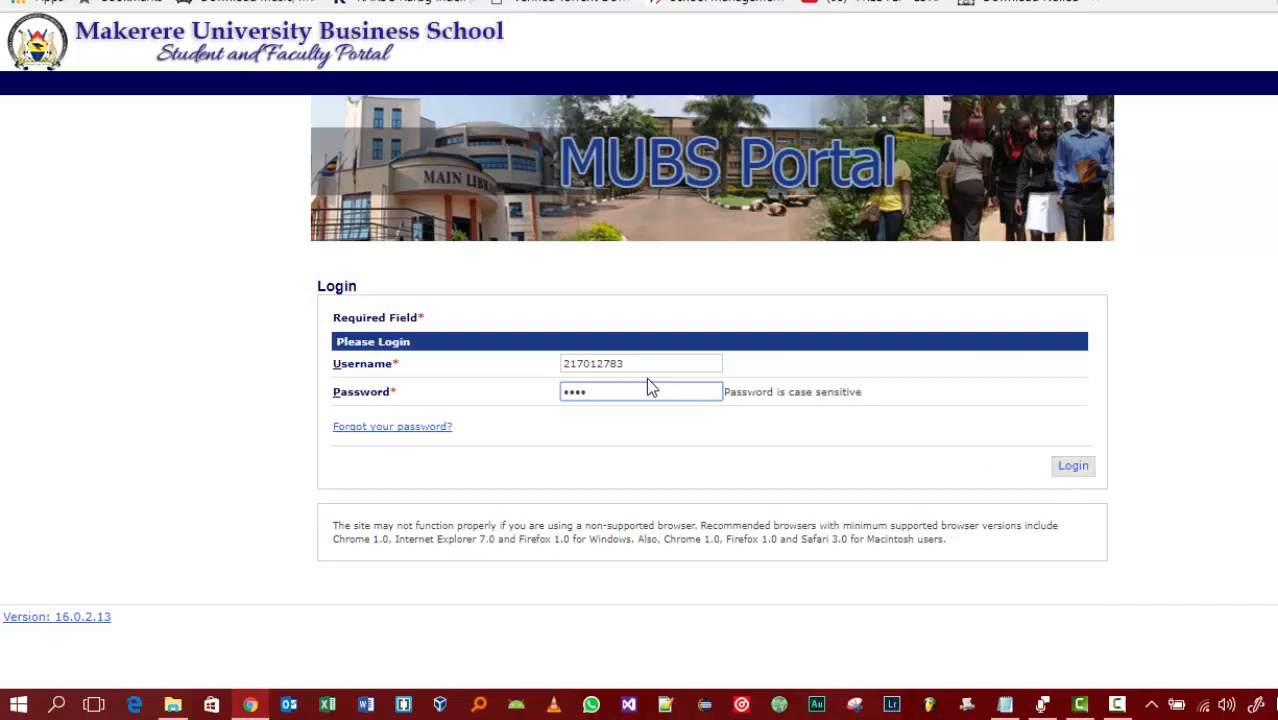 Makerere University Business School
Student and Faculty Portal
MAIN
MUBS Portal
Login
Required Field*
Please Login
Username*
217012783
Password*
••••
Password is case sensitive
Forgot your password?
Login
The site may not function properly if you are using a non-supported browser. Recommended browsers with minimum supported browser versions include
Chrome 1.0, Internet Explorer 7.0 and Firefox 1.0 for Windows. Also, Chrome 1.0, Firefox 1.0 and Safari 3.0 for Macintosh users.
Version: 16.0.2.13
Au
Lr